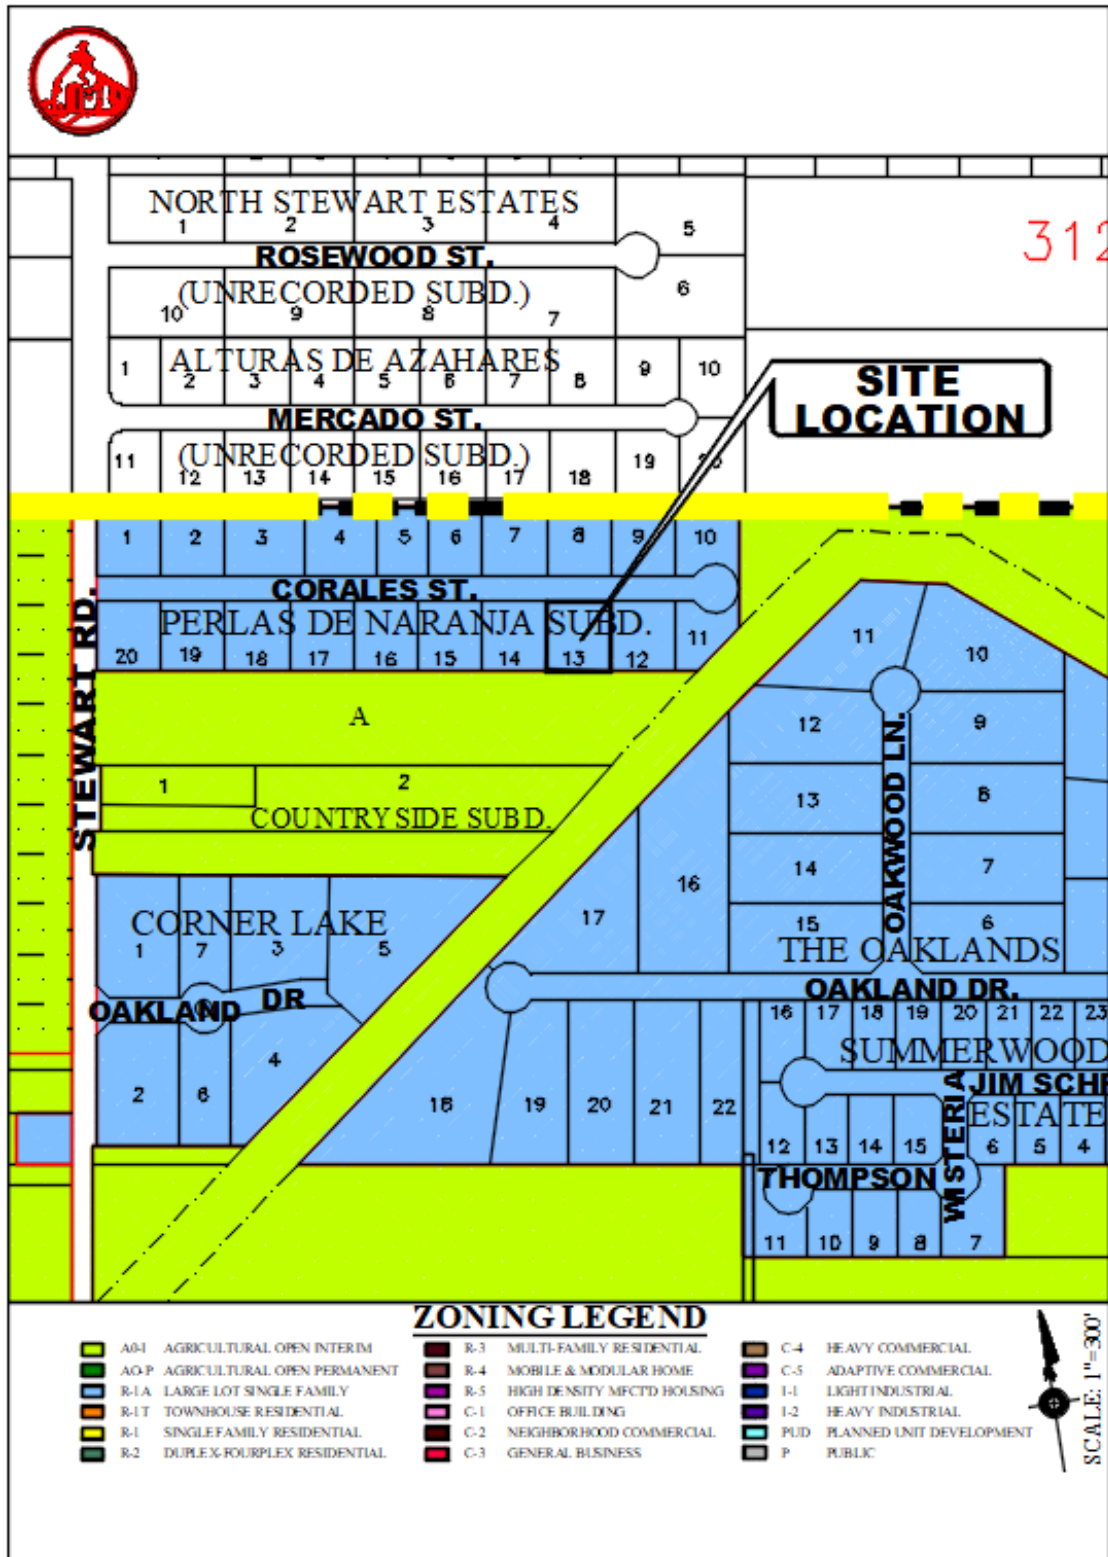 NORTH STEWART ESTATES
1 2 3 4 5
ROSEWOOD ST.
(UNRECORDED SUBD.)
10 9 8 7 6
ALTURAS DE AZAHARES
1 2 3 4 5 6 7 8 9 10
312
SITE
LOCATION
MERCADO ST.
(UNRECORDED SUBD.)
11 12 13 14 15 16 17 18 19
1 2 3 4 5 6 7 8 9 10
CORALES ST.
PERLAS DE NARANJA SUBD.
20 19 18 17 16 15 14 13 12 11
STEWART RD.
A
1 2
COUNTRY SIDE SUBD.
11 10
12 9
OAKWOOD LN.
13 8
14 7
15 6
16
17
THE OAKLANDS
OAKLAND DR.
CORNER LAKE
1 7 3 5
OAKLAND DR
2 6 4
18 19 20 21 22
16 17 18 19 20 21 22 23
SUMMERWOOD
JIM SCHE
ESTATE
WISTERIA
12 13 14 15 6 5 4
THOMPSON
11 10 9 8 7
ZONING LEGEND
A0-I AGRICULTURAL OPEN INTERIM
AO-P AGRICULTURAL OPEN PERMANENT
R-1A LARGE LOT SINGLE FAMILY
R-1T TOWNHOUSE RESIDENTIAL
R-1 SINGLE FAMILY RESIDENTIAL
R-2 DUPLEX-FOURPLEX RESIDENTIAL
R-3 MULTI-FAMILY RESIDENTIAL
R-4 MOBILE & MODULAR HOME
R-5 HIGH DENSITY MFCT'D HOUSING
C-1 OFFICE BUILDING
C-2 NEIGHBORHOOD COMMERCIAL
C-3 GENERAL BUSINESS
C-4 HEAVY COMMERCIAL
C-5 ADAPTIVE COMMERCIAL
I-1 LIGHT INDUSTRIAL
I-2 HEAVY INDUSTRIAL
PUD PLANNED UNIT DEVELOPMENT
P PUBLIC
SCALE: 1"=300'